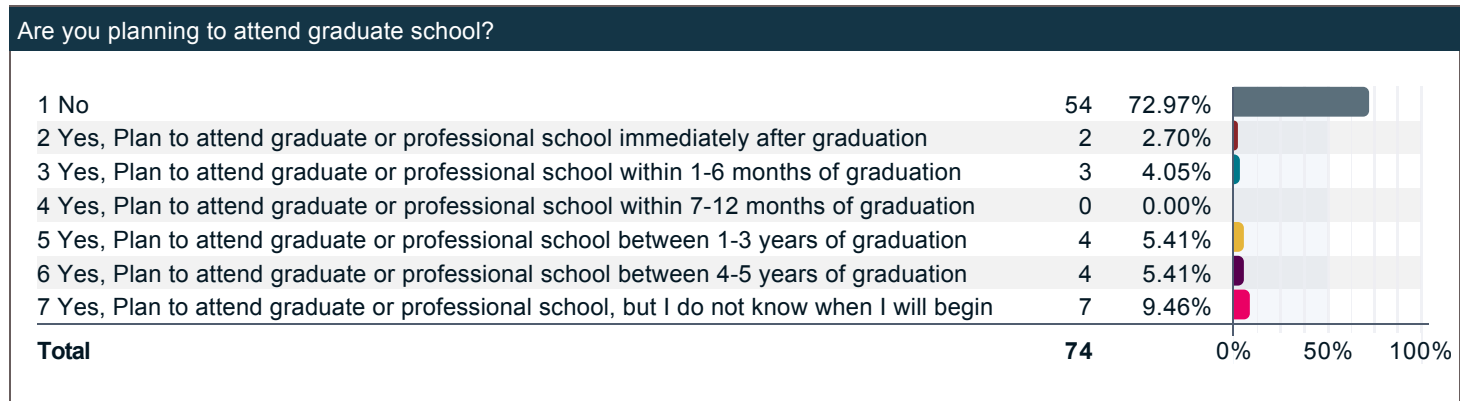 Are you planning to attend graduate school?
1 No 54 72.97%
2 Yes, Plan to attend graduate or professional school immediately after graduation 2 2.70%
3 Yes, Plan to attend graduate or professional school within 1-6 months of graduation 3 4.05%
4 Yes, Plan to attend graduate or professional school within 7-12 months of graduation 0 0.00%
5 Yes, Plan to attend graduate or professional school between 1-3 years of graduation 4 5.41%
6 Yes, Plan to attend graduate or professional school between 4-5 years of graduation 4 5.41%
7 Yes, Plan to attend graduate or professional school, but I do not know when I will begin 7 9.46%
Total 74 0% 50% 100%